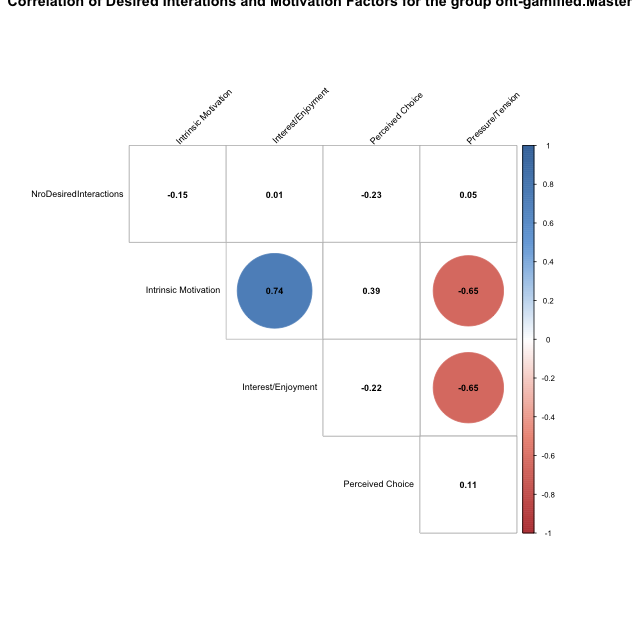 Correlation of Desired Interations and Motivation Factors for the group ont-gamified.Master
Intrinsic Motivation
Interest/Enjoyment
Perceived Choice
Pressure/Tension
NroDesiredInteractions -0.15 0.01 -0.23 0.05
Intrinsic Motivation 0.74 0.39 -0.65
Interest/Enjoyment -0.22 -0.65
Perceived Choice 0.11
1
0.8
0.6
0.4
0.2
0
-0.2
-0.4
-0.6
-0.8
-1